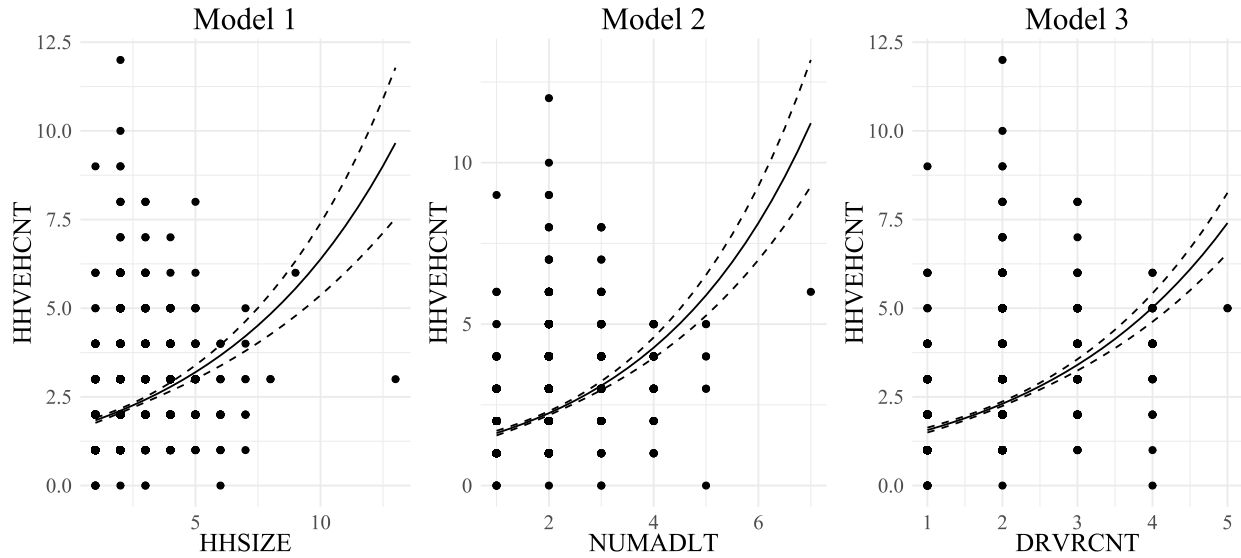 Model 1
12.5
10.0
7.5
5.0
2.5
0.0
HHVEHCNT
5 10
HHSIZE
Model 2
10
5
0
HHVEHCNT
2 4 6
NUMADLT
Model 3
12.5
10.0
7.5
5.0
2.5
0.0
HHVEHCNT
1 2 3 4 5
DRVRCNT